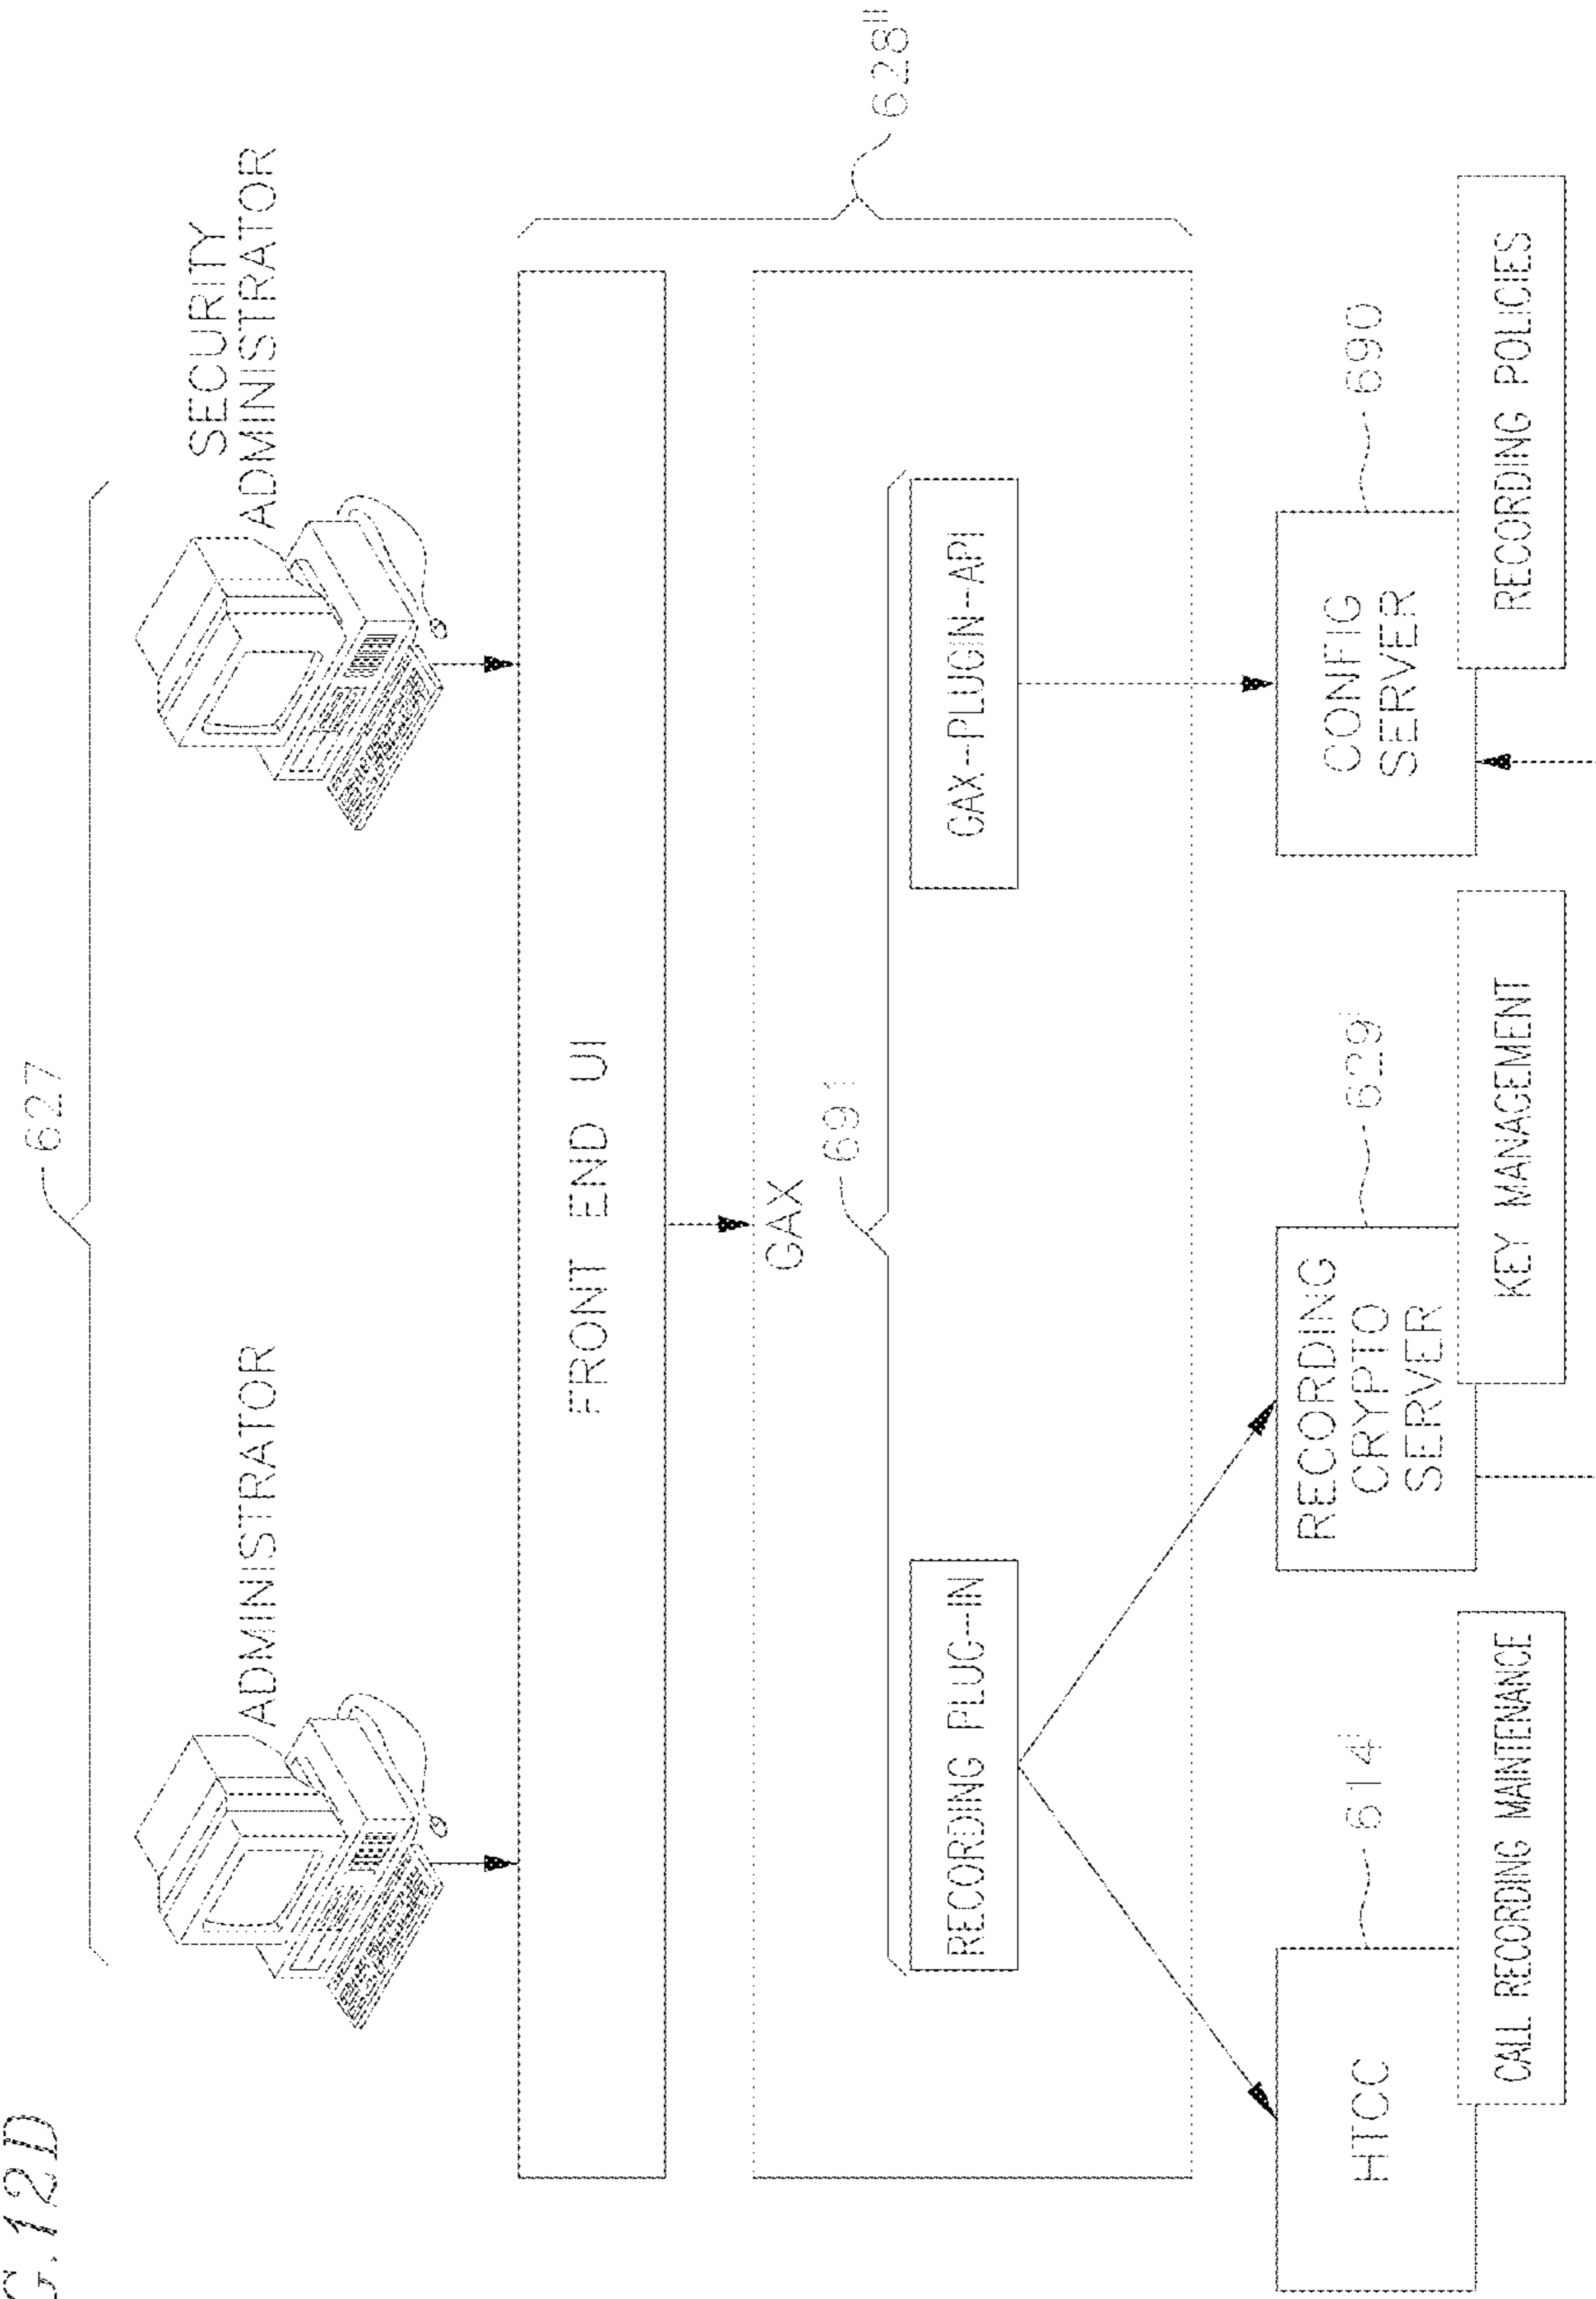 G.12D
627
ADMINISTRATOR
SECURITY
ADMINISTRATOR
FRONT END UI
628'''
GAX
691
RECORDING PLUG-IN
GAX-PLUGIN-API
HTCC
614'
CALL RECORDING MAINTENANCE
RECORDING
CRYPTO
SERVER
629'
KEY MANAGEMENT
CONFIG
SERVER
690
RECORDING POLICIES